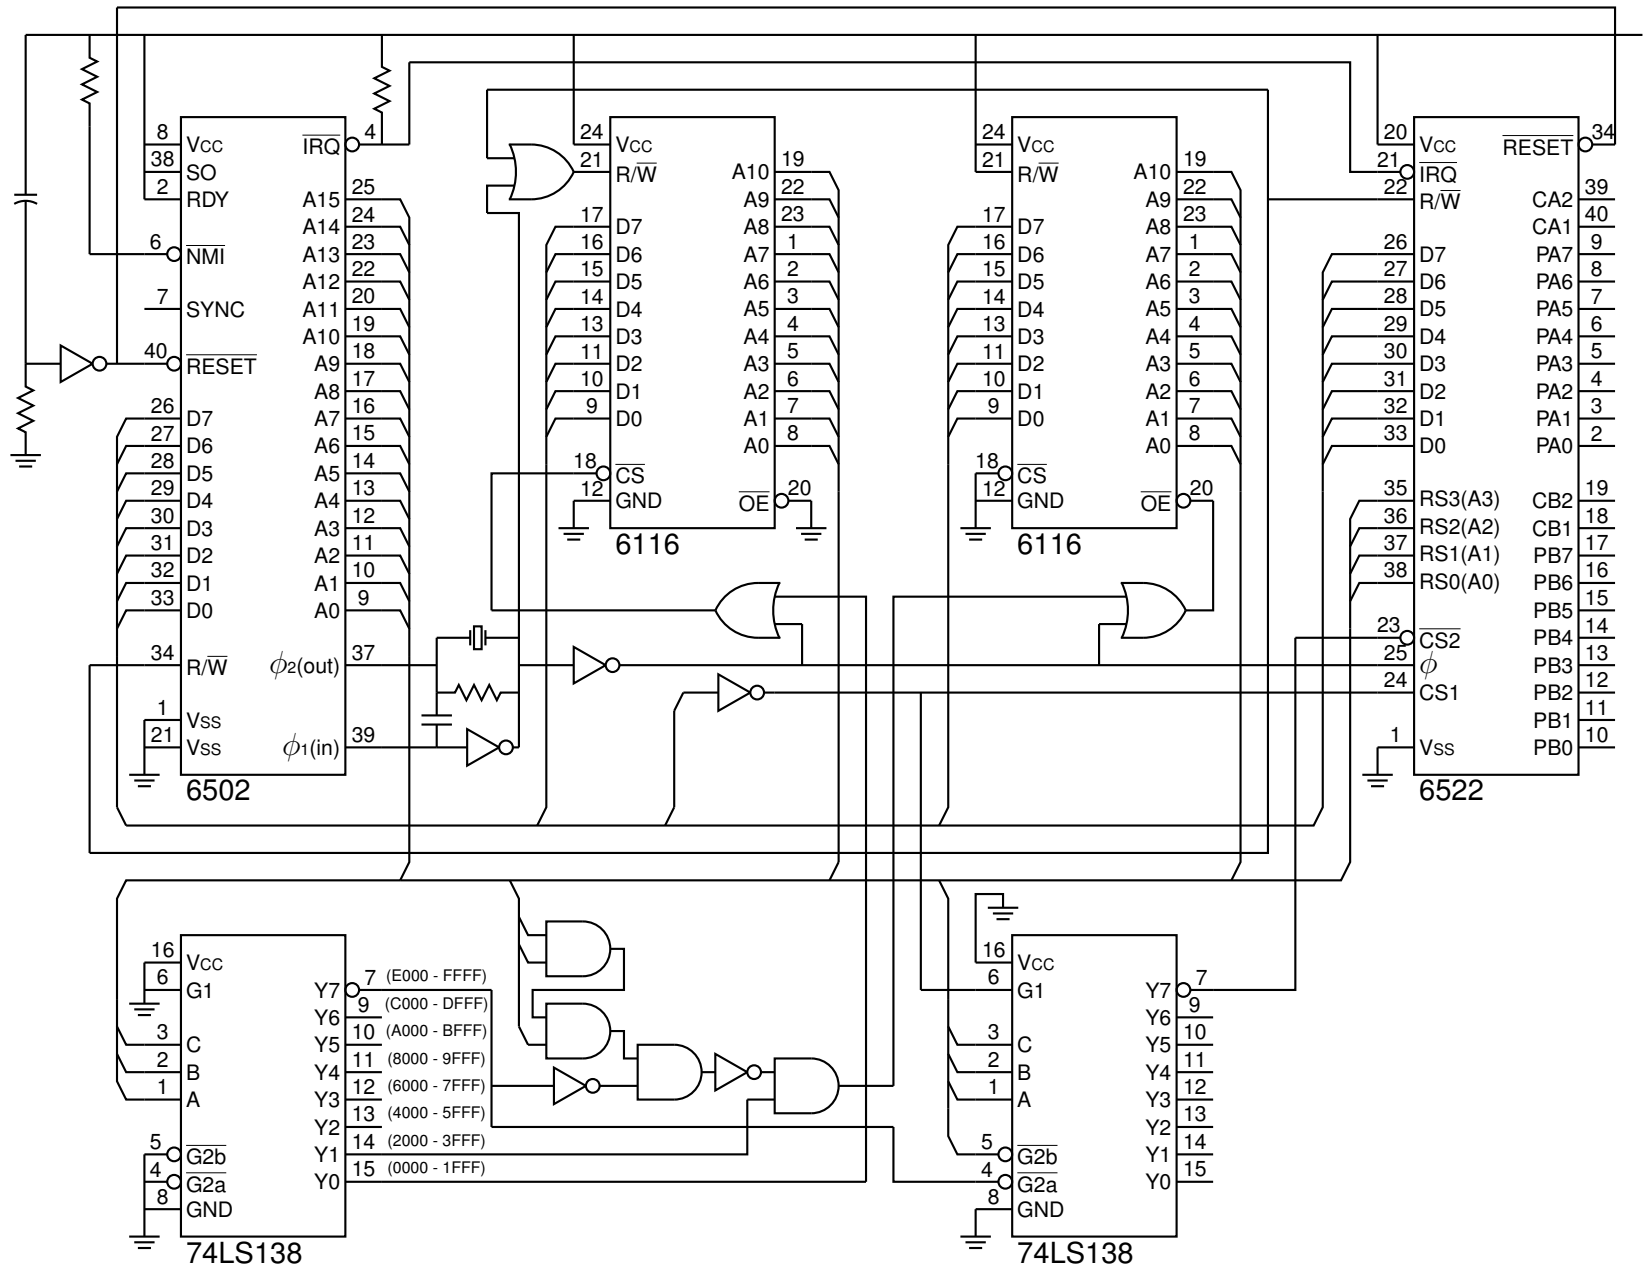 8 VCC
38 SO
2 RDY
6 NMI
7 SYNC
40 RESET
26 D7
27 D6
28 D5
29 D4
30 D3
31 D2
32 D1
33 D0
34 R/W
1 VSS
21 VSS
IRQ 4
A15 25
A14 24
A13 23
A12 22
A11 20
A10 19
A9 18
A8 17
A7 16
A6 15
A5 14
A4 13
A3 12
A2 11
A1 10
A0 9
ϕ2(out) 37
ϕ1(in) 39
6502
24 VCC
21 R/W
17 D7
16 D6
15 D5
14 D4
13 D3
11 D2
10 D1
9 D0
18 CS
12 GND
A10 19
A9 22
A8 23
A7 1
A6 2
A5 3
A4 4
A3 5
A2 6
A1 7
A0 8
OE 20
6116
24 VCC
21 R/W
17 D7
16 D6
15 D5
14 D4
13 D3
11 D2
10 D1
9 D0
18 CS
12 GND
A10 19
A9 22
A8 23
A7 1
A6 2
A5 3
A4 4
A3 5
A2 6
A1 7
A0 8
OE 20
6116
20 VCC
21 IRQ
22 R/W
26 D7
27 D6
28 D5
29 D4
30 D3
31 D2
32 D1
33 D0
35 RS3(A3)
36 RS2(A2)
37 RS1(A1)
38 RS0(A0)
23 CS2
25 ϕ
24 CS1
1 VSS
RESET 34
CA2 39
CA1 40
PA7 9
PA6 8
PA5 7
PA4 6
PA3 5
PA2 4
PA1 3
PA0 2
CB2 19
CB1 18
PB7 17
PB6 16
PB5 15
PB4 14
PB3 13
PB2 12
PB1 11
PB0 10
6522
16 VCC
6 G1
3 C
2 B
1 A
5 G2b
4 G2a
8 GND
Y7 7 (E000 - FFFF)
Y6 9 (C000 - DFFF)
Y5 10 (A000 - BFFF)
Y4 11 (8000 - 9FFF)
Y3 12 (6000 - 7FFF)
Y2 13 (4000 - 5FFF)
Y1 14 (2000 - 3FFF)
Y0 15 (0000 - 1FFF)
74LS138
16 VCC
6 G1
3 C
2 B
1 A
5 G2b
4 G2a
8 GND
Y7 7
Y6 9
Y5 10
Y4 11
Y3 12
Y2 13
Y1 14
Y0 15
74LS138